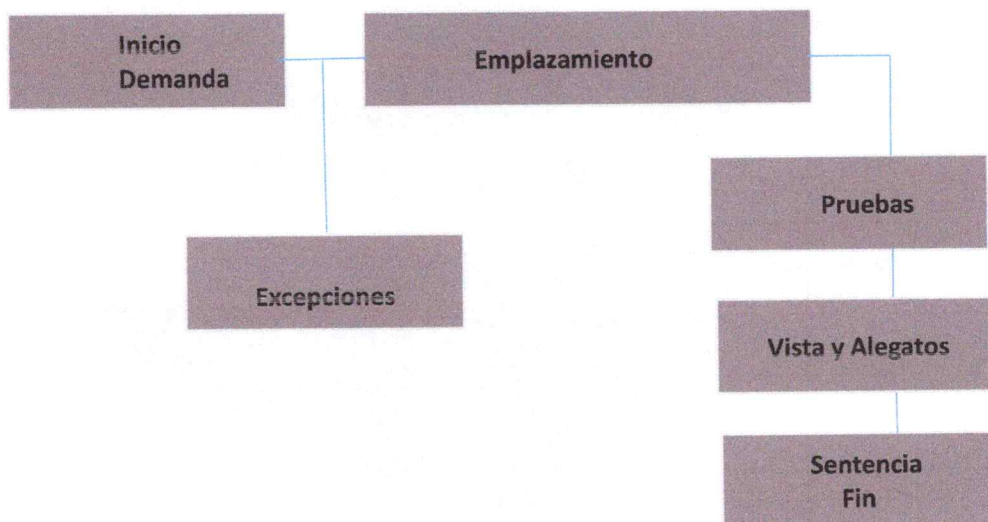 Inicio
Demanda
Emplazamiento
Pruebas
Excepciones
Vista y Alegatos
Sentencia
Fin